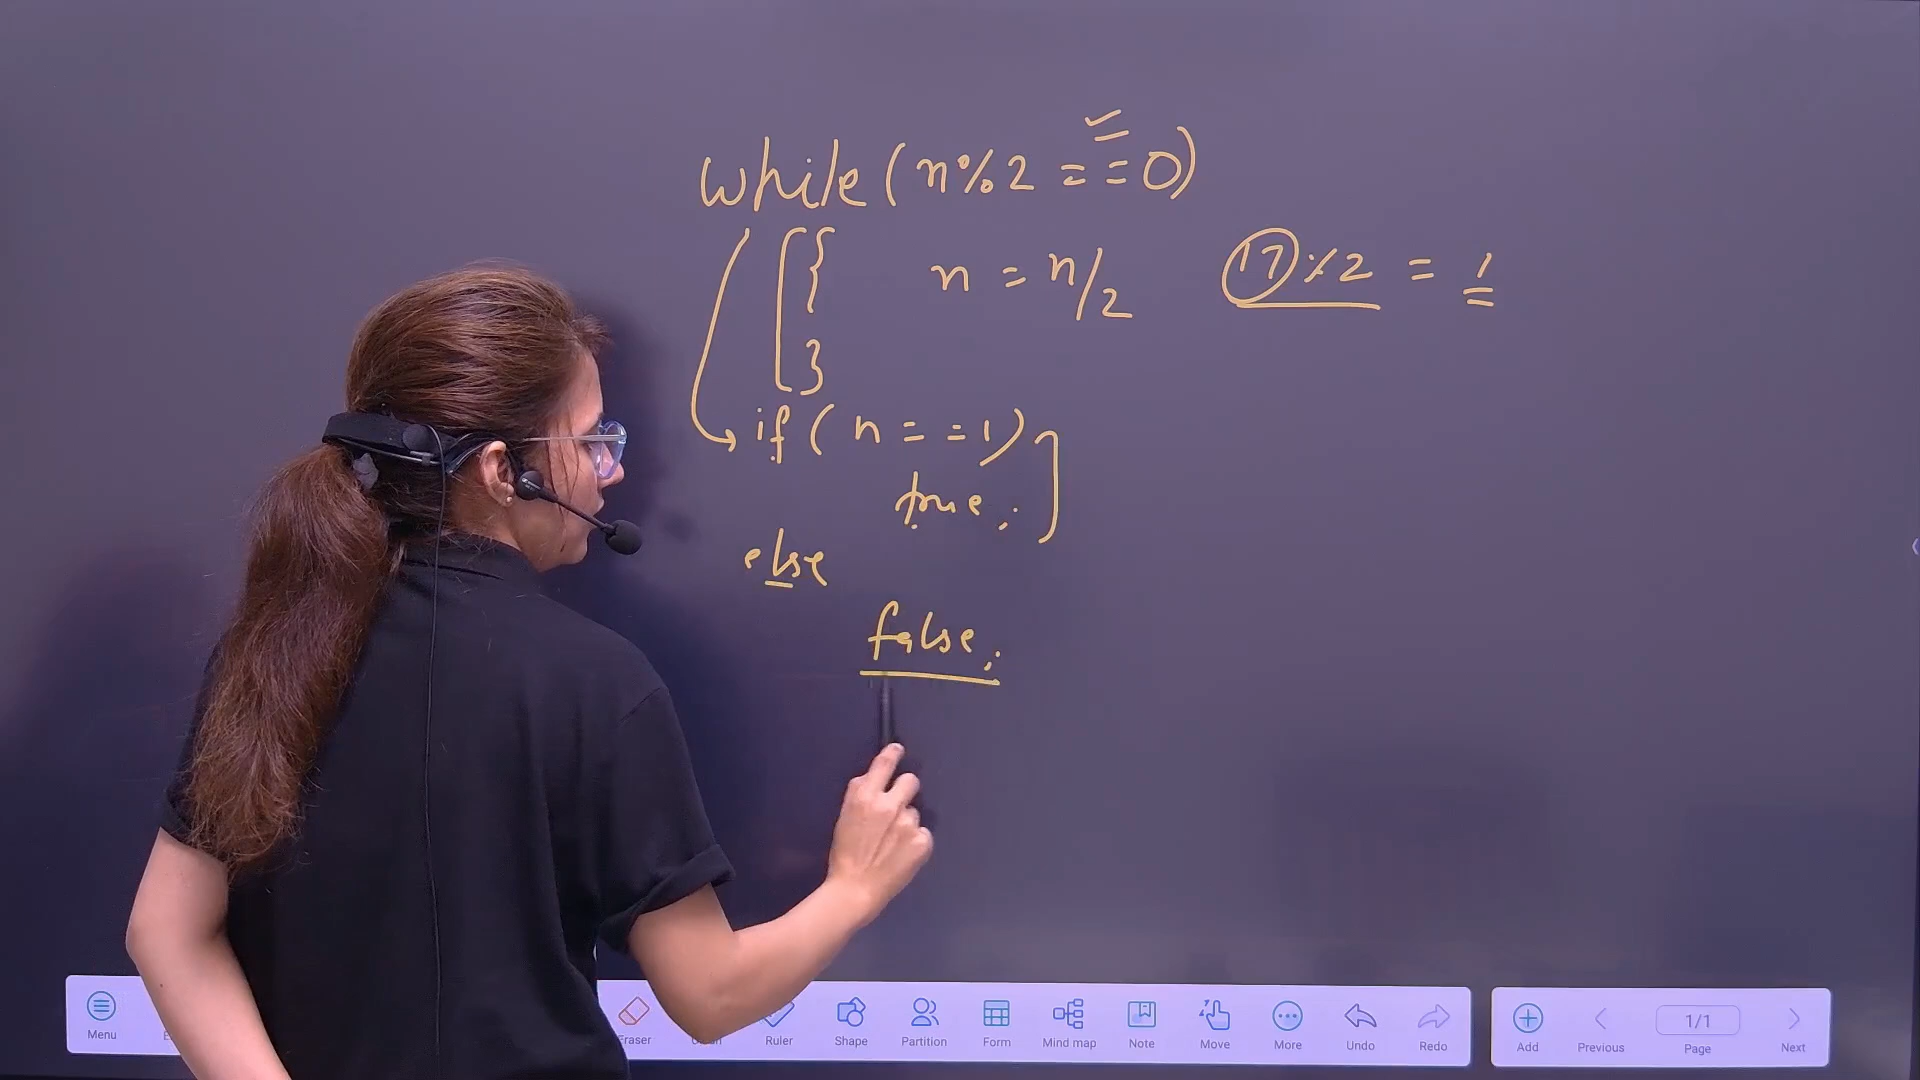 while(n%2 ==0)
{ n = n/2 17%2 = 1
}
if(n==1)
true;
else
false;
Menu Ruler Shape Partition Form Mind map Note Move More Undo Redo Add Previous 1/1 Page Next